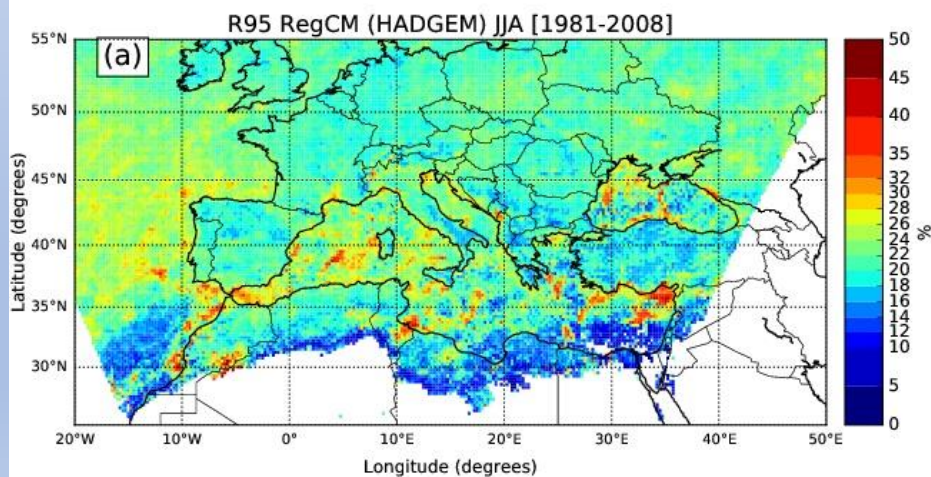 R95 RegCM (HADGEM) JJA [1981-2008]
(a)
55°N
50°N
45°N
40°N
35°N
30°N
Latitude (degrees)
20°W 10°W 0° 10°E 20°E 30°E 40°E 50°E
Longitude (degrees)
50
45
40
35
32
30
28
26
24
22
20
18
16
14
12
10
5
0
%